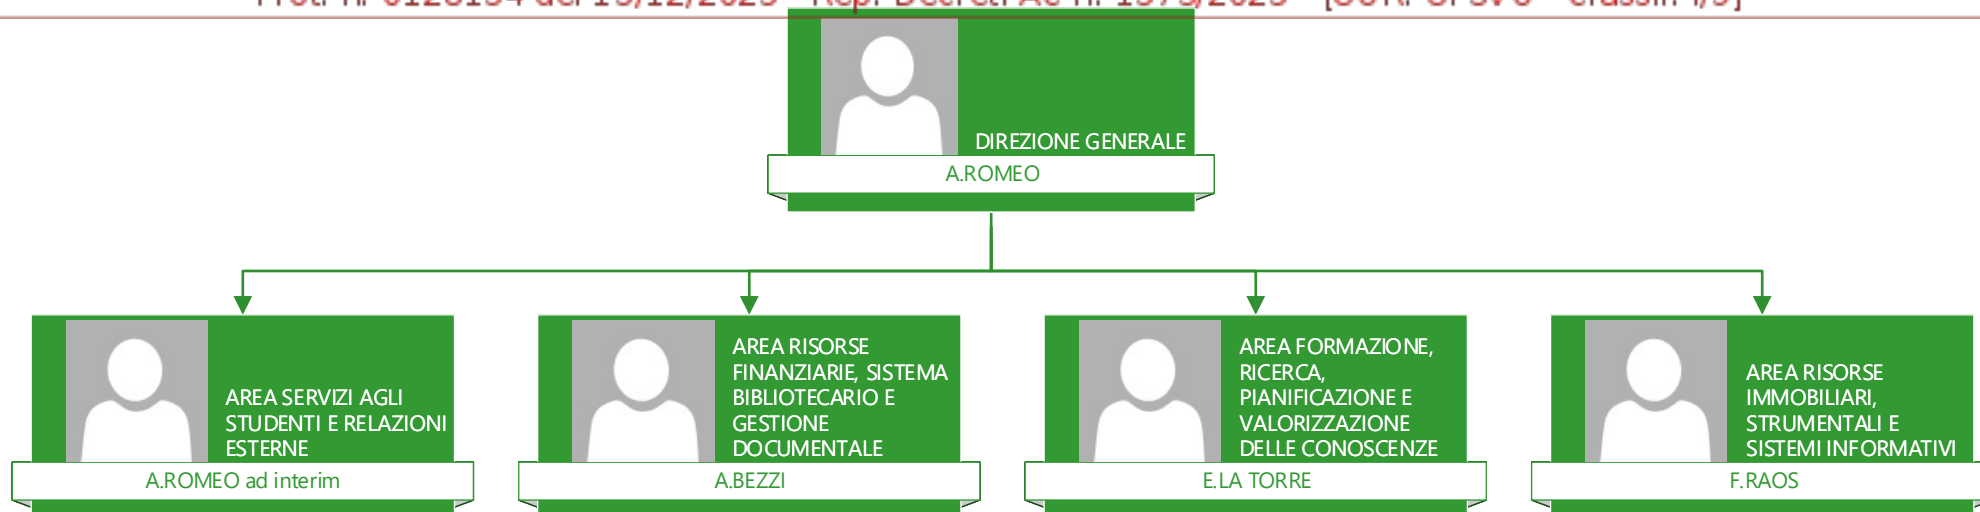 DIREZIONE GENERALE
A.ROMEO
AREA SERVIZI AGLI
STUDENTI E RELAZIONI
ESTERNE
A.ROMEO ad interim
AREA RISORSE
FINANZIARIE, SISTEMA
BIBLIOTECARIO E
GESTIONE
DOCUMENTALE
A.BEZZI
AREA FORMAZIONE,
RICERCA,
PIANIFICAZIONE E
VALORIZZAZIONE
DELLE CONOSCENZE
E.LA TORRE
AREA RISORSE
IMMOBILIARI,
STRUMENTALI E
SISTEMI INFORMATIVI
F.RAOS